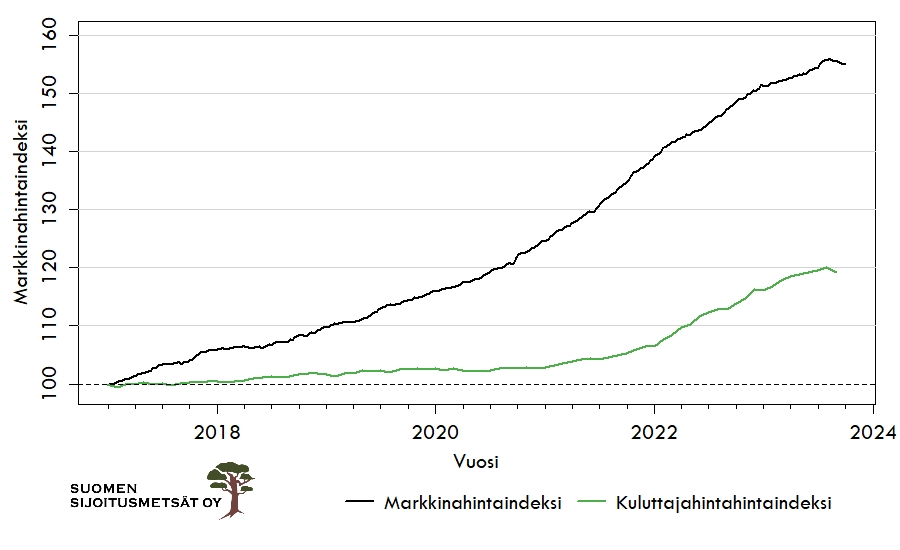 Markkinahintaindeksi
160
150
140
130
120
110
100
2018 2020 2022 2024
Vuosi
SUOMEN
SIJOITUSMETSÄT OY
Markkinahintaindeksi Kuluttajahintahintaindeksi